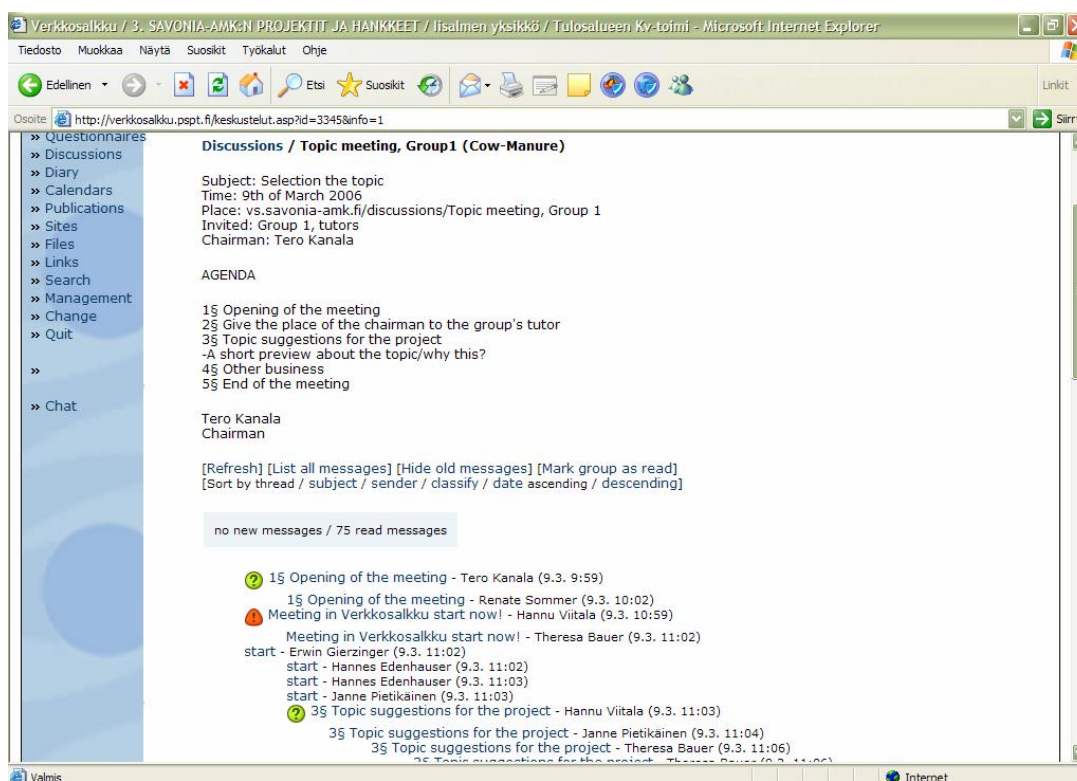 Verkkosalkku / 3. SAVONIA-AMK:N PROJEKTIT JA HANKKEET / Iisalmen yksikkö / Tulosalueen Kv-toimi - Microsoft Internet Explorer
Tiedosto Muokkaa Näytä Suosikit Työkalut Ohje
Edellinen Etsi Suosikit Linkit
Osoite http://verkkosalkku.pspt.fi/keskustelut.asp?id=3345&info=1 Siirr
» Questionnaires
» Discussions
» Diary
» Calendars
» Publications
» Sites
» Files
» Links
» Search
» Management
» Change
» Quit
»
» Chat
Discussions / Topic meeting, Group1 (Cow-Manure)
Subject: Selection the topic
Time: 9th of March 2006
Place: vs.savonia-amk.fi/discussions/Topic meeting, Group 1
Invited: Group 1, tutors
Chairman: Tero Kanala
AGENDA
1§ Opening of the meeting
2§ Give the place of the chairman to the group's tutor
3§ Topic suggestions for the project
-A short preview about the topic/why this?
4§ Other business
5§ End of the meeting
Tero Kanala
Chairman
[Refresh] [List all messages] [Hide old messages] [Mark group as read]
[Sort by thread / subject / sender / classify / date ascending / descending]
no new messages / 75 read messages
1§ Opening of the meeting - Tero Kanala (9.3. 9:59)
1§ Opening of the meeting - Renate Sommer (9.3. 10:02)
Meeting in Verkkosalkku start now! - Hannu Viitala (9.3. 10:59)
Meeting in Verkkosalkku start now! - Theresa Bauer (9.3. 11:02)
start - Erwin Gierzinger (9.3. 11:02)
start - Hannes Edenhauser (9.3. 11:02)
start - Hannes Edenhauser (9.3. 11:03)
start - Janne Pietikäinen (9.3. 11:03)
3§ Topic suggestions for the project - Hannu Viitala (9.3. 11:03)
3§ Topic suggestions for the project - Janne Pietikäinen (9.3. 11:04)
3§ Topic suggestions for the project - Theresa Bauer (9.3. 11:06)
3§ Topic suggestions for the project - Theresa Bauer (9.3. 11:06)
Valmis Internet